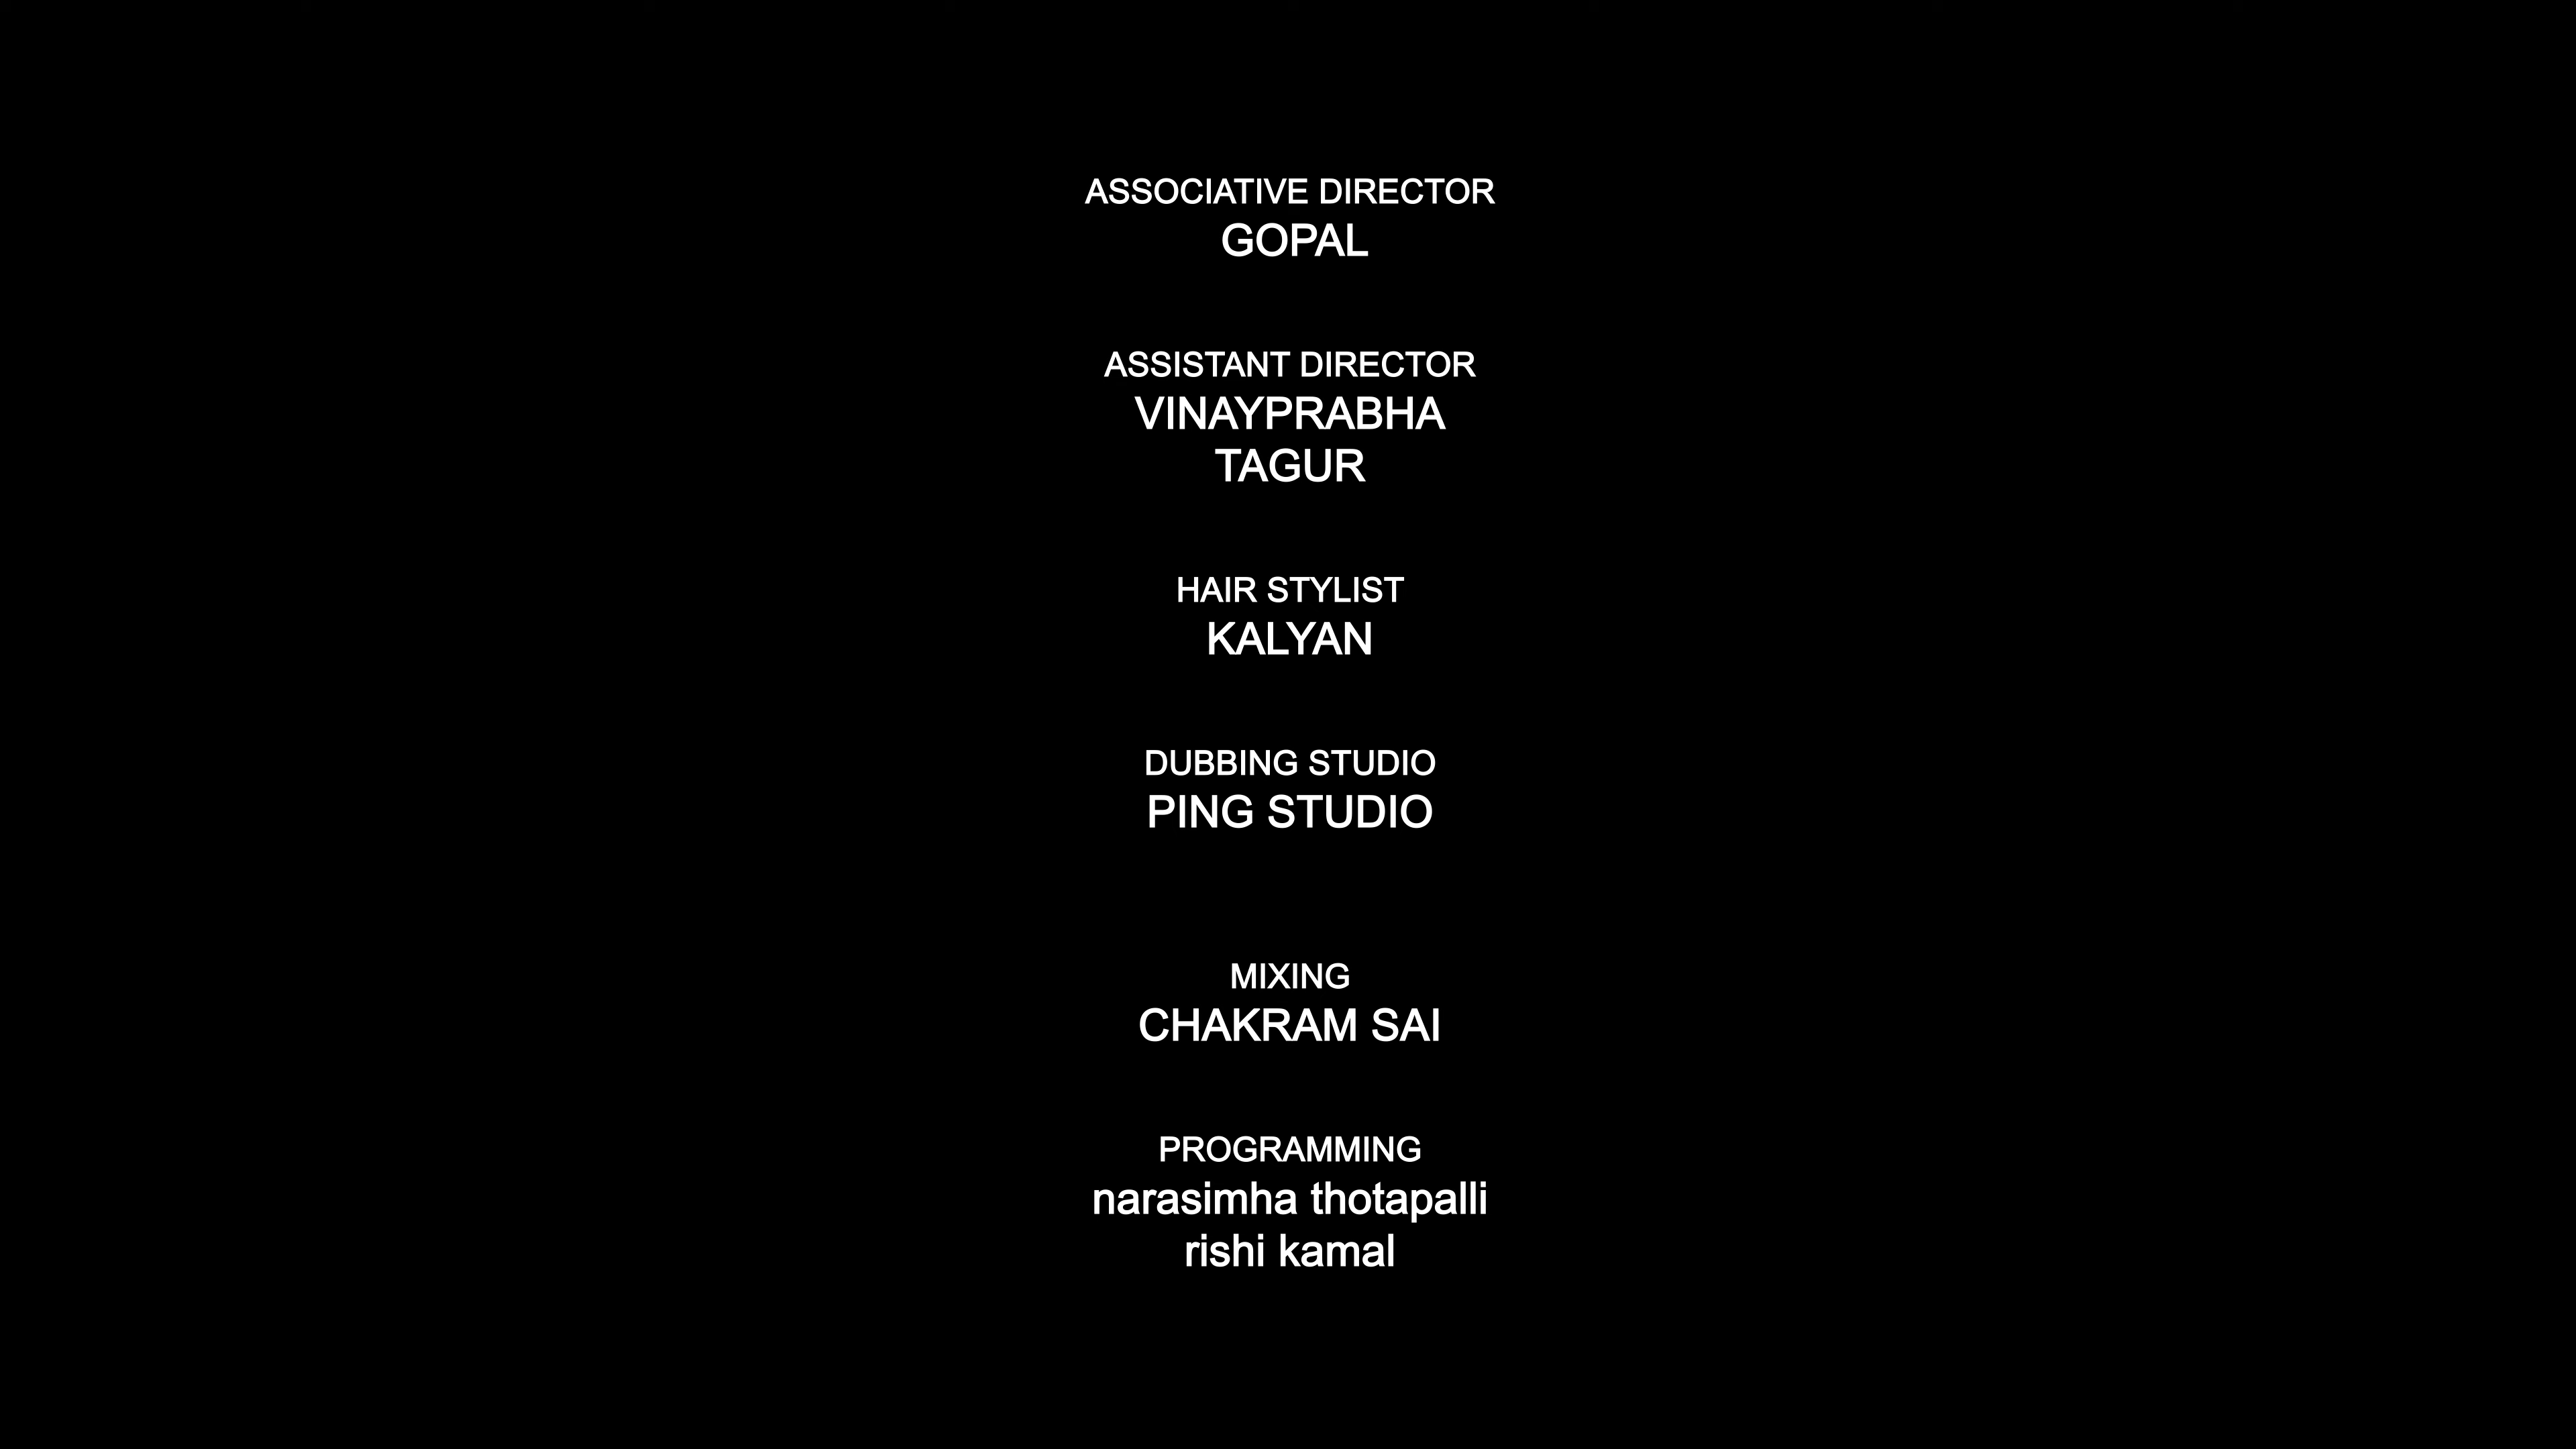 ASSOCIATIVE DIRECTOR
GOPAL
ASSISTANT DIRECTOR
VINAYPRABHA
TAGUR
HAIR STYLIST
KALYAN
DUBBING STUDIO
PING STUDIO
MIXING
CHAKRAM SAI
PROGRAMMING
narasimha thotapalli
rishi kamal